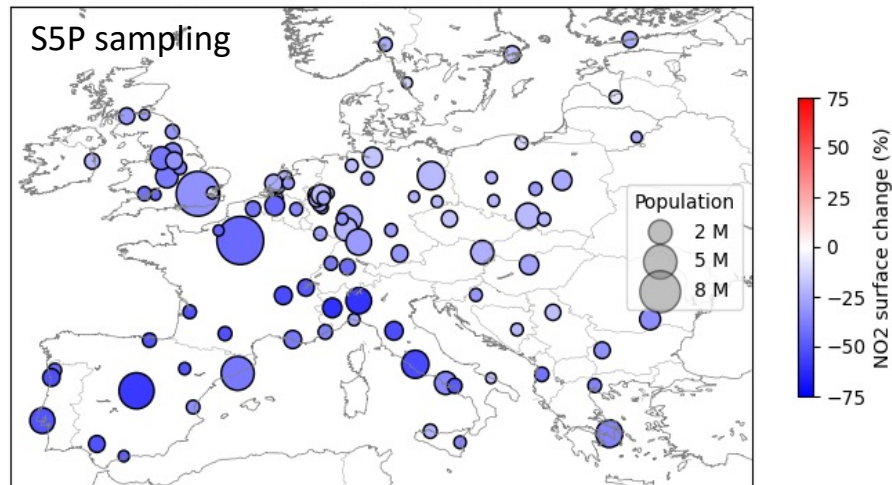 S5P sampling
Population
2 M
5 M
8 M
75
50
25
0
−25
−50
−75
NO2 surface change (%)